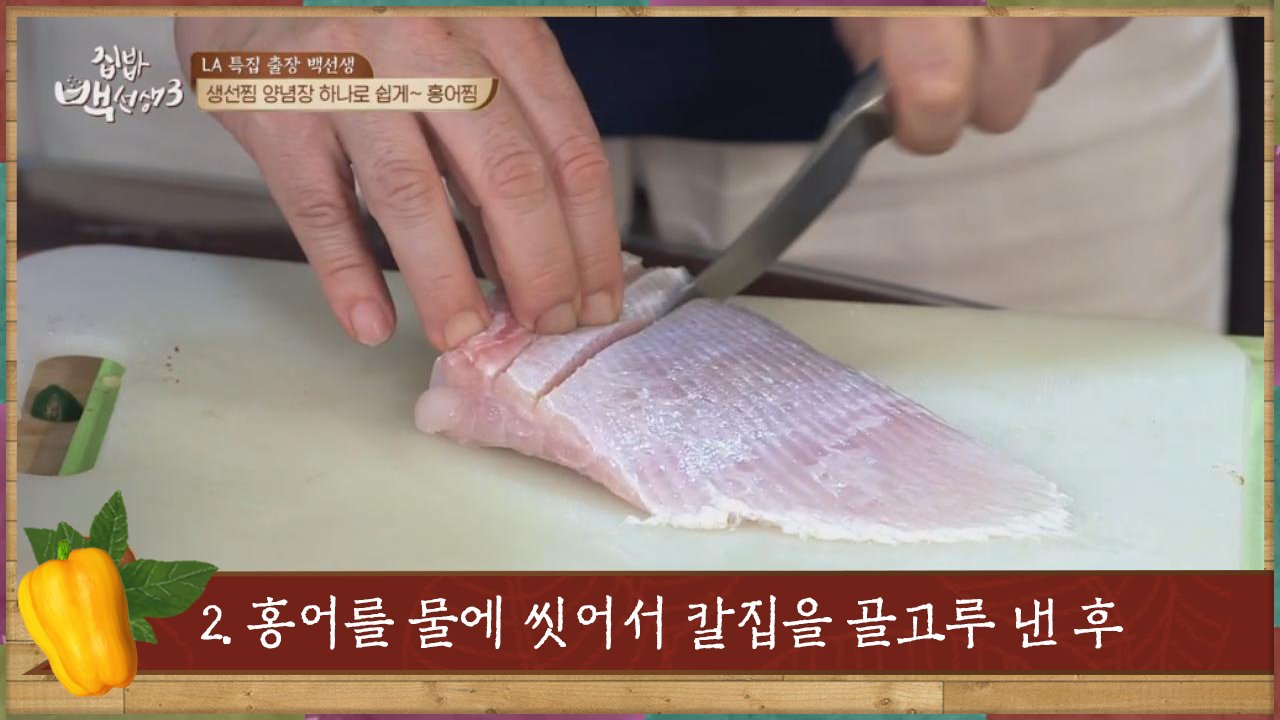 집밥
백선생3
LA 특집 출장 백선생
생선찜 양념장 하나로 쉽게~ 홍어찜
2. 홍어를 물에 씻어서 칼집을 골고루 낸 후